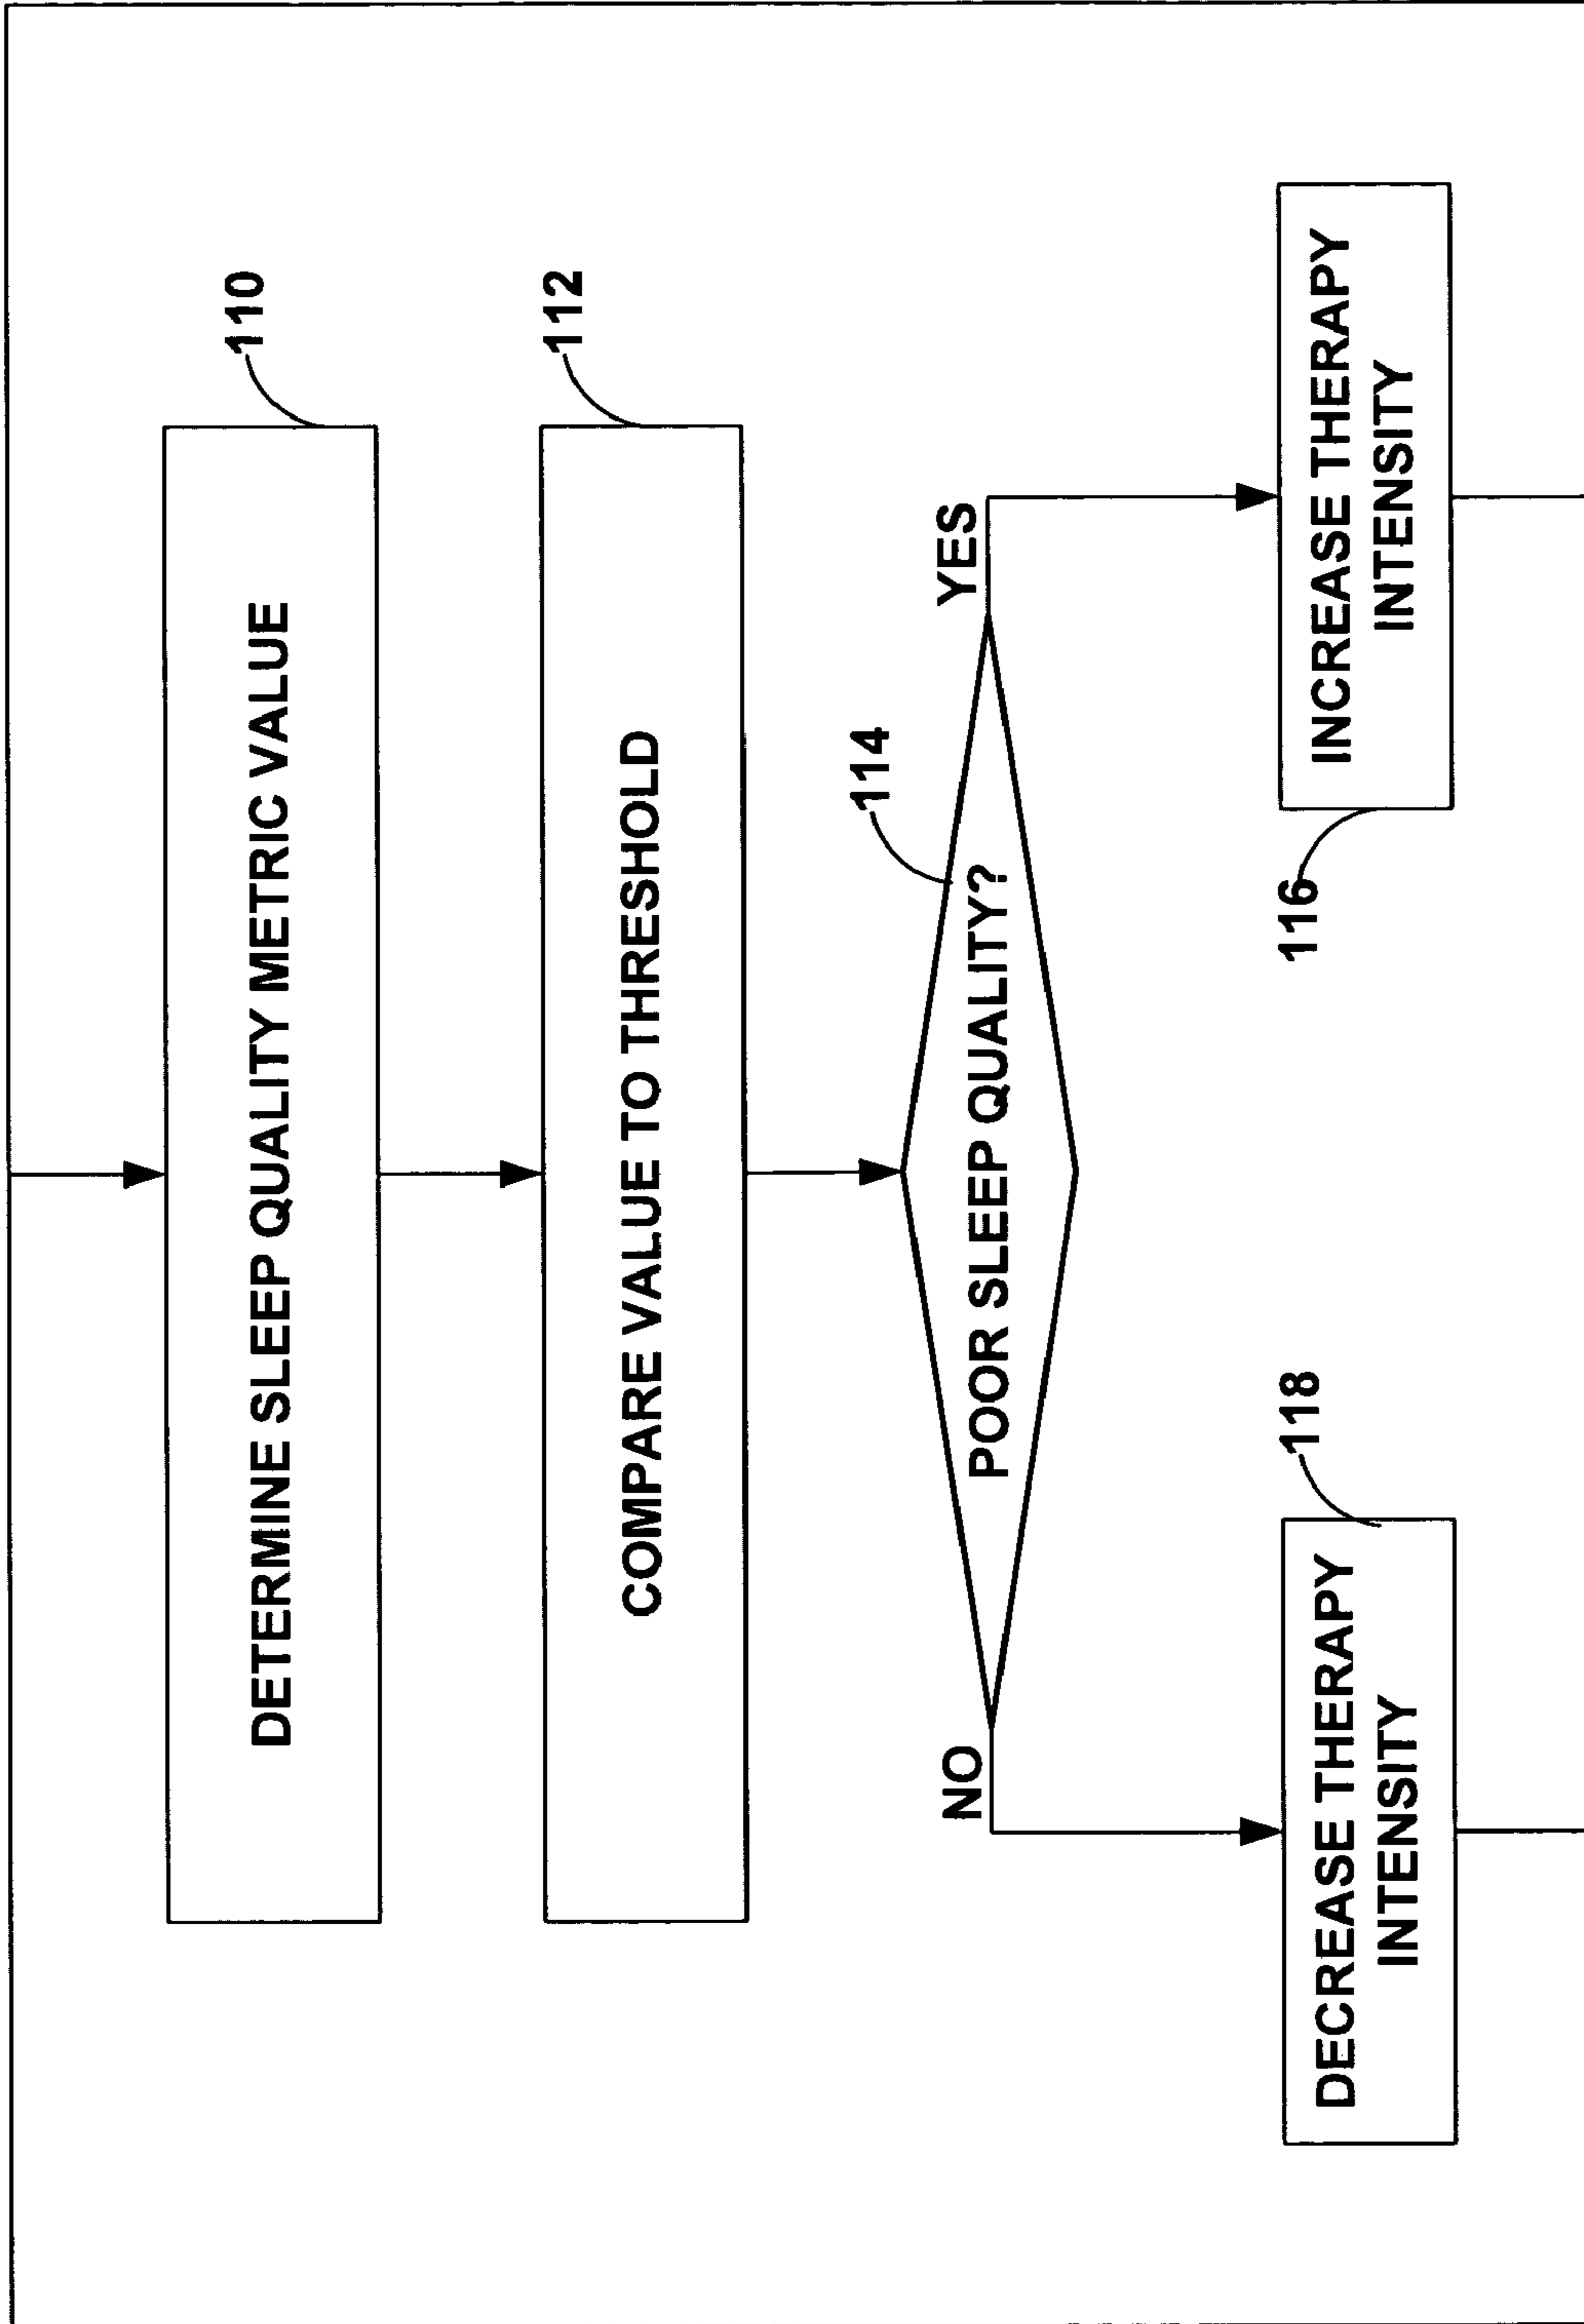 110
DETERMINE SLEEP QUALITY METRIC VALUE
112
COMPARE VALUE TO THRESHOLD
114
POOR SLEEP QUALITY?
NO
YES
118
DECREASE THERAPY
INTENSITY
116
INCREASE THERAPY
INTENSITY